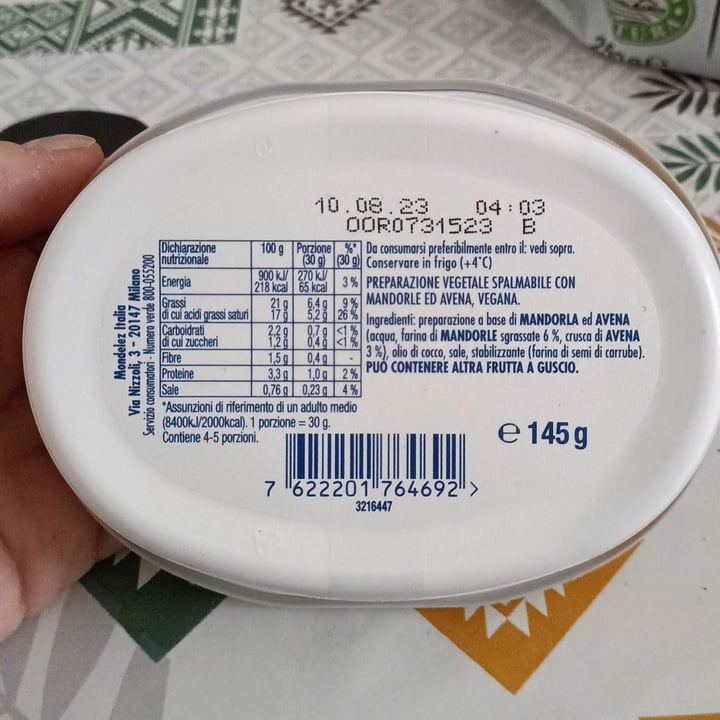 TURI
10.08.23 04:03
OOR0731523 B
Dichiarazione nutrizionale 100 g Porzione (30 g) %* (30 g)
Energia 900 kJ/ 218 kcal 270 kJ/ 65 kcal 3 %
Grassi 21 g 6,4 g 9 %
di cui acidi grassi saturi 17 g 5,2 g 26 %
Carboidrati 2,2 g 0,7 g <1 %
di cui zuccheri 1,2 g 0,4 g <1 %
Fibre 1,5 g 0,4 g -
Proteine 3,3 g 1,0 g 2 %
Sale 0,76 g 0,23 g 4 %
*Assunzioni di riferimento di un adulto medio
(8400kJ/2000kcal). 1 porzione = 30 g.
Contiene 4-5 porzioni.
Mondelez Italia
Via Nizzoli, 3 - 20147 Milano
Servizio consumatori - Numero verde 800-055200
Da consumarsi preferibilmente entro il: vedi sopra.
Conservare in frigo (+4°C)
PREPARAZIONE VEGETALE SPALMABILE CON
MANDORLE ED AVENA, VEGANA.
Ingredienti: preparazione a base di MANDORLA ed AVENA
(acqua, farina di MANDORLE sgrassate 6 %, crusca di AVENA
3 %), olio di cocco, sale, stabilizzante (farina di semi di carrube).
PUÒ CONTENERE ALTRA FRUTTA A GUSCIO.
e 145 g
7 622201 764692 >
3216447